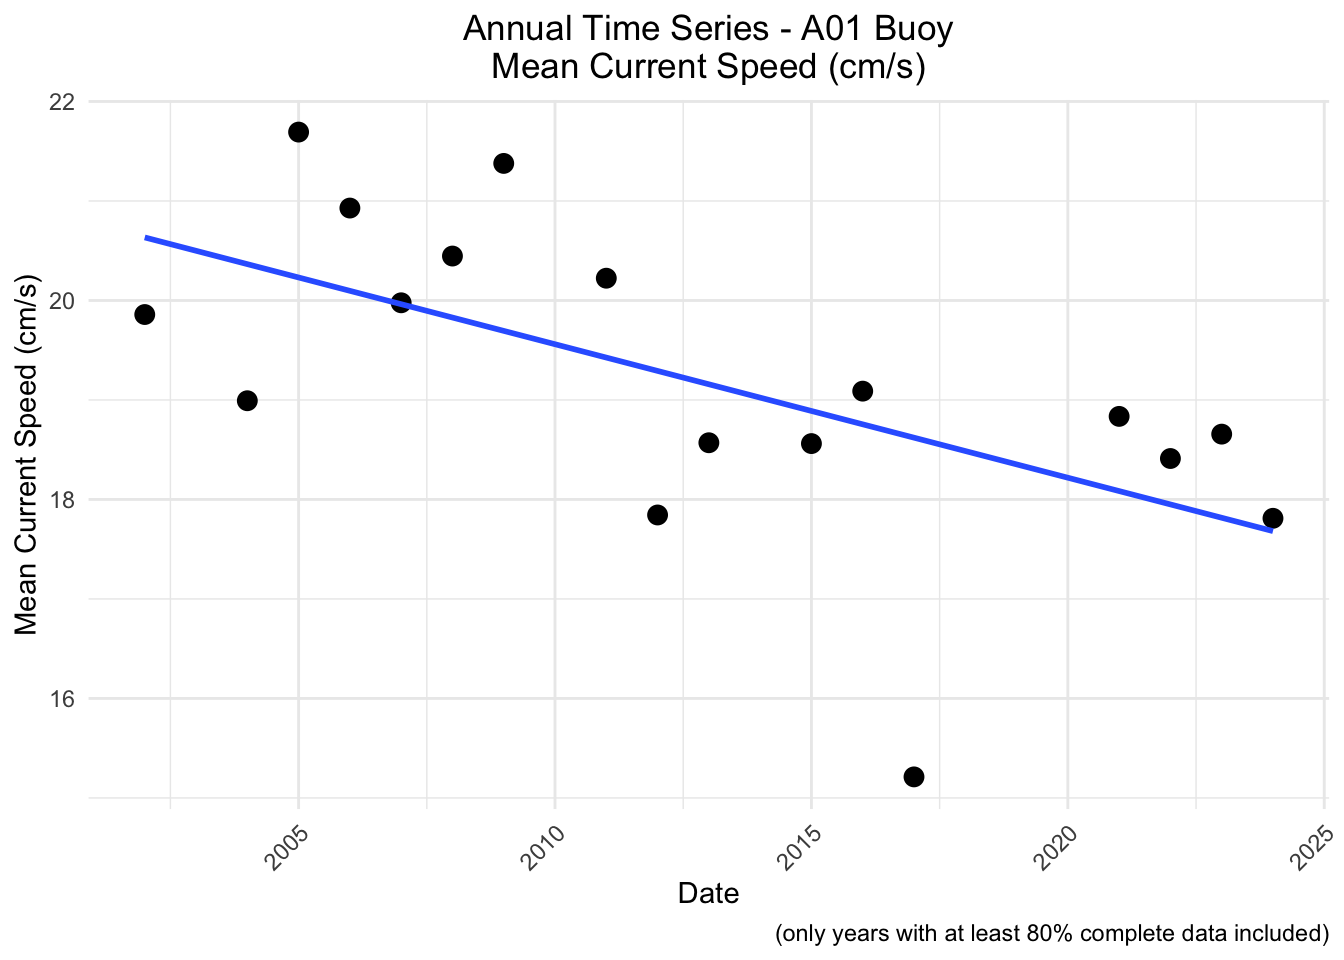 Annual Time Series - A01 Buoy
Mean Current Speed (cm/s)
22
20
18
16
Mean Current Speed (cm/s)
2005
2010
2015
2020
2025
Date
(only years with at least 80% complete data included)